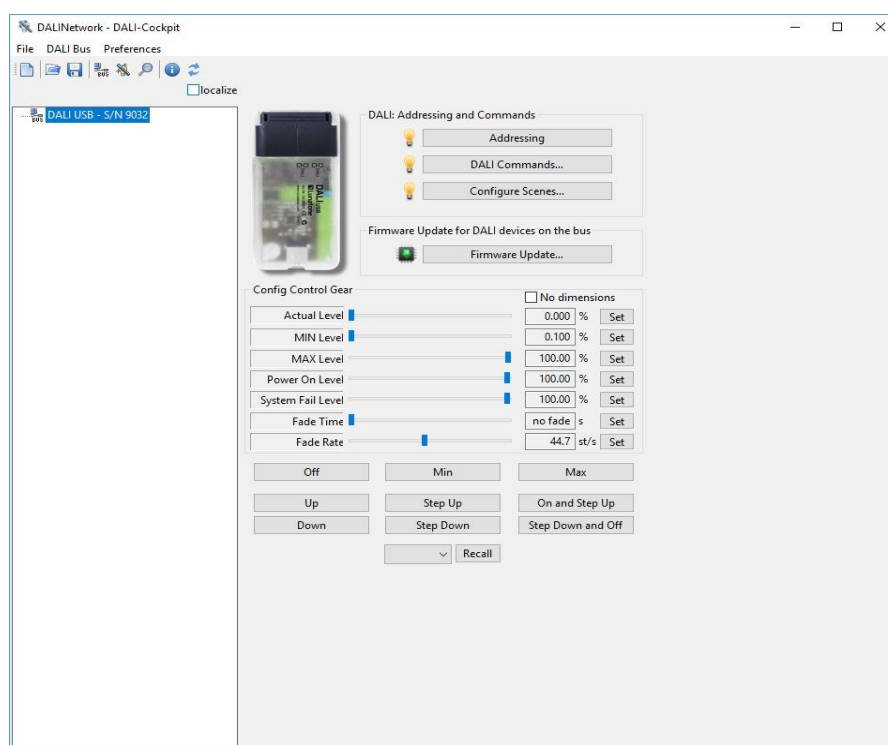 DALINetwork - DALI-Cockpit
File DALI Bus Preferences
localize
DALI USB - S/N 9032
DALI: Addressing and Commands
Addressing
DALI Commands...
Configure Scenes...
Firmware Update for DALI devices on the bus
Firmware Update...
Config Control Gear
No dimensions
Actual Level 0.000 % Set
MIN Level 0.100 % Set
MAX Level 100.00 % Set
Power On Level 100.00 % Set
System Fail Level 100.00 % Set
Fade Time no fade s Set
Fade Rate 44.7 st/s Set
Off Min Max
Up Step Up On and Step Up
Down Step Down Step Down and Off
Recall
DALI USB
Lunatone